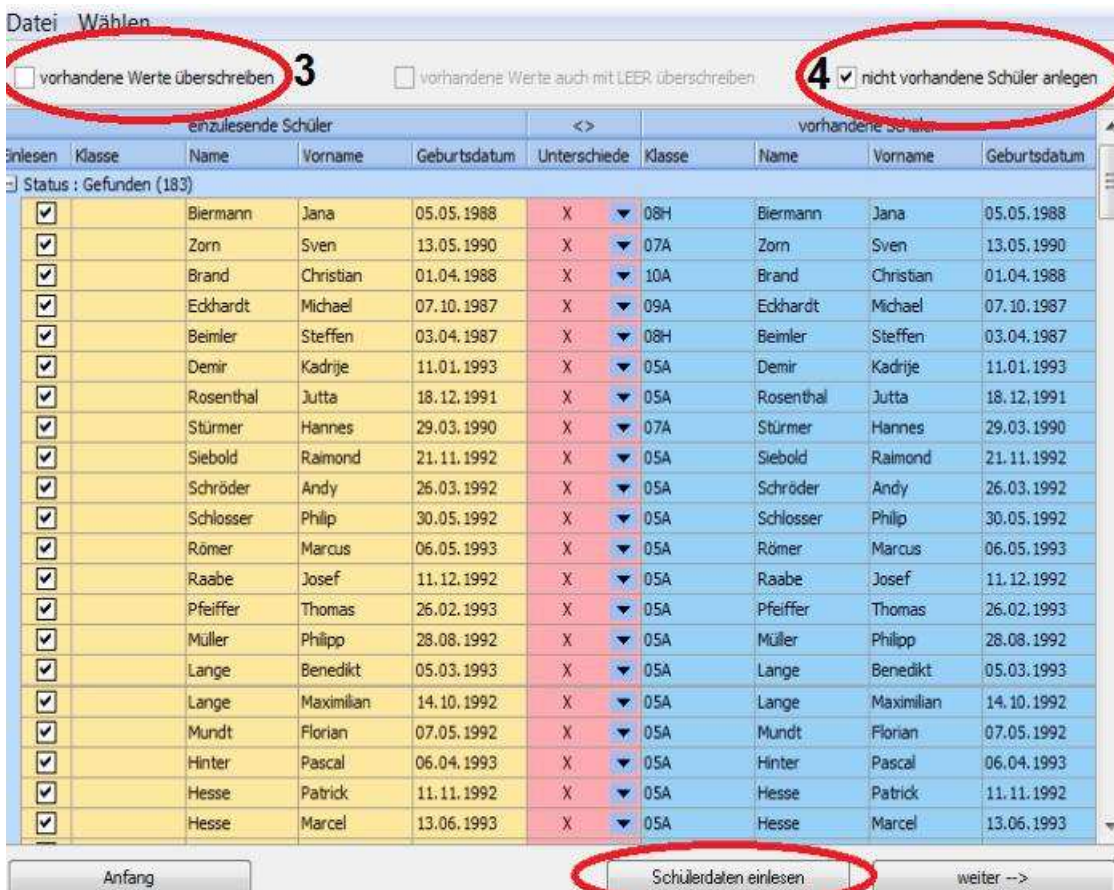 Datei Wählen
vorhandene Werte überschreiben 3 vorhandene Werte auch mit LEER überschreiben 4 nicht vorhandene Schüler anlegen
einzulesende Schüler <> vorhandene Schüler
Klasse Name Vorname Geburtsdatum Unterschiede Klasse Name Vorname Geburtsdatum
Status : Gefunden (183)
Biermann Jana 05.05.1988 X 08H Biermann Jana 05.05.1988
Zorn Sven 13.05.1990 X 07A Zorn Sven 13.05.1990
Brand Christian 01.04.1988 X 10A Brand Christian 01.04.1988
Eckhardt Michael 07.10.1987 X 09A Eckhardt Michael 07.10.1987
Beimler Steffen 03.04.1987 X 08H Beimler Steffen 03.04.1987
Demir Kadrije 11.01.1993 X 05A Demir Kadrije 11.01.1993
Rosenthal Jutta 18.12.1991 X 05A Rosenthal Jutta 18.12.1991
Stürmer Hannes 29.03.1990 X 07A Stürmer Hannes 29.03.1990
Siebold Raimond 21.11.1992 X 05A Siebold Raimond 21.11.1992
Schröder Andy 26.03.1992 X 05A Schröder Andy 26.03.1992
Schlosser Philip 30.05.1992 X 05A Schlosser Philip 30.05.1992
Römer Marcus 06.05.1993 X 05A Römer Marcus 06.05.1993
Raabe Josef 11.12.1992 X 05A Raabe Josef 11.12.1992
Pfeiffer Thomas 26.02.1993 X 05A Pfeiffer Thomas 26.02.1993
Müller Philipp 28.08.1992 X 05A Müller Philipp 28.08.1992
Lange Benedikt 05.03.1993 X 05A Lange Benedikt 05.03.1993
Lange Maximilian 14.10.1992 X 05A Lange Maximilian 14.10.1992
Mundt Florian 07.05.1992 X 05A Mundt Florian 07.05.1992
Hinter Pascal 06.04.1993 X 05A Hinter Pascal 06.04.1993
Hesse Patrick 11.11.1992 X 05A Hesse Patrick 11.11.1992
Hesse Marcel 13.06.1993 X 05A Hesse Marcel 13.06.1993
Anfang Schülerdaten einlesen weiter -->